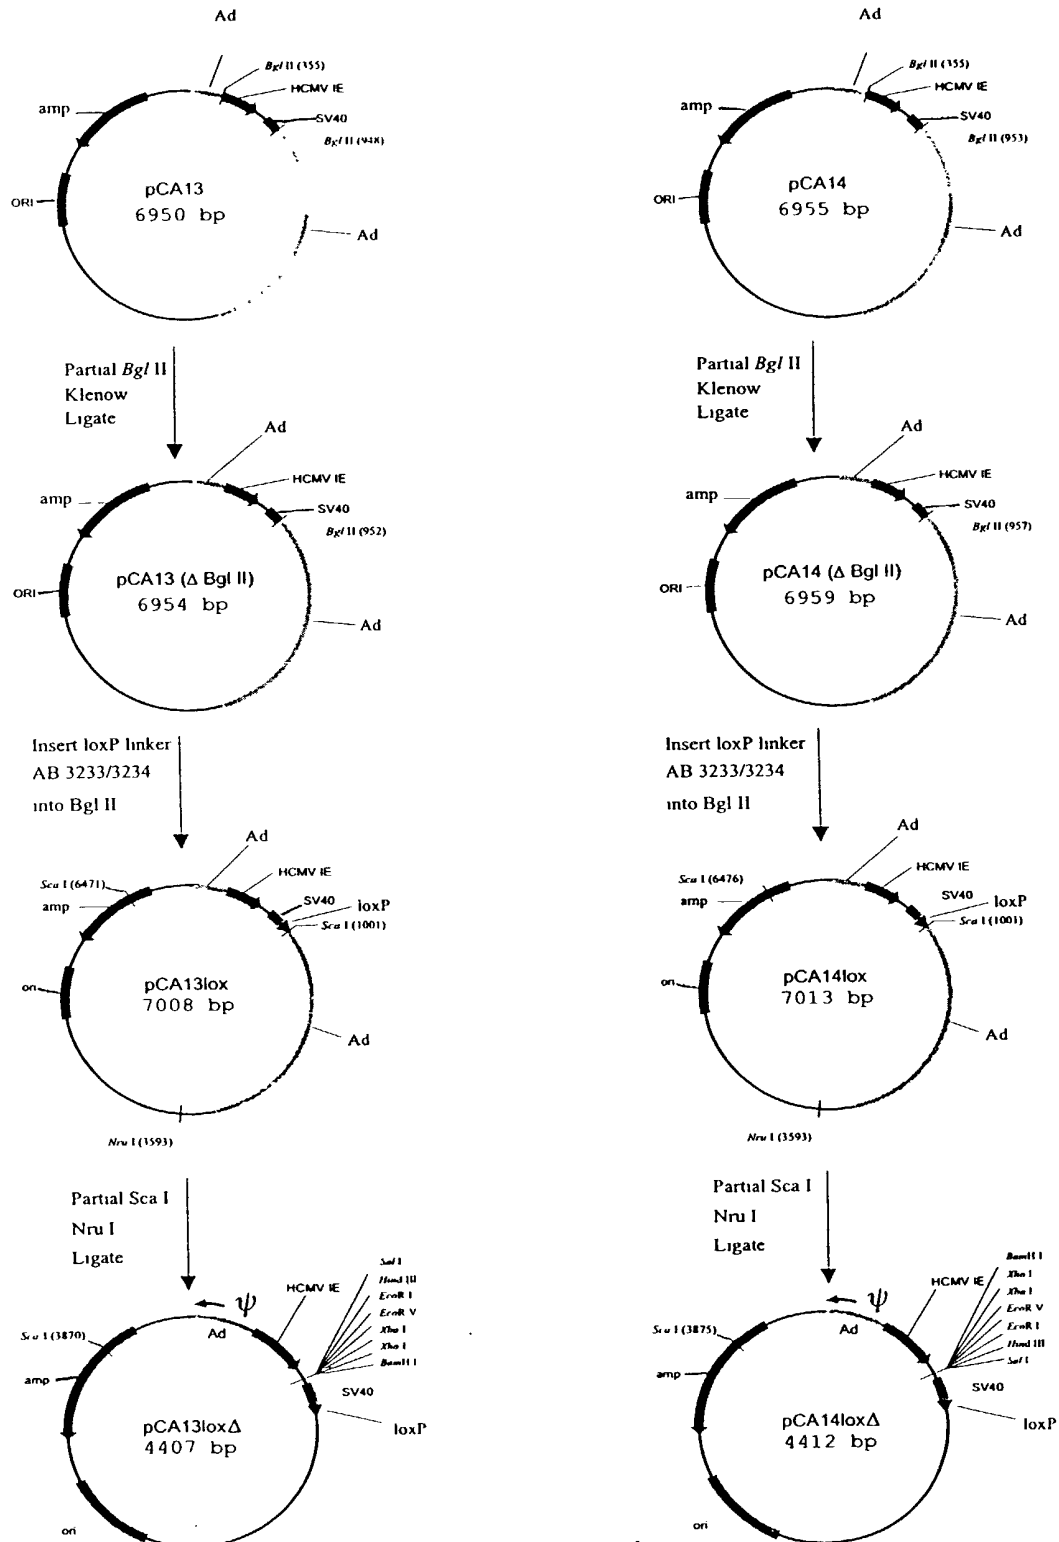 Ad
Bgl II (355)
HCMV IE
amp
SV40
Bgl II (948)
pCA13
6950 bp
ORI
Ad
Partial Bgl II
Klenow
Ligate
Ad
HCMV IE
amp
SV40
Bgl II (952)
pCA13 (Δ Bgl II)
6954 bp
ORI
Ad
Insert loxP linker
AB 3233/3234
into Bgl II
Ad
Sca I (6471)
HCMV IE
amp
SV40
loxP
Sca I (1001)
pCA13lox
7008 bp
ori
Ad
Nru I (3593)
Partial Sca I
Nru I
Ligate
ψ
Ad
HCMV IE
Sal I
Hind III
EcoR I
EcoR V
Xba I
Xho I
BamH I
Sca I (3870)
amp
SV40
loxP
pCA13loxΔ
4407 bp
ori
Ad
Bgl II (355)
HCMV IE
amp
SV40
Bgl II (953)
pCA14
6955 bp
ORI
Ad
Partial Bgl II
Klenow
Ligate
Ad
HCMV IE
amp
SV40
Bgl II (957)
pCA14 (Δ Bgl II)
6959 bp
ORI
Ad
Insert loxP linker
AB 3233/3234
into Bgl II
Ad
Sca I (6476)
HCMV IE
amp
SV40
loxP
Sca I (1001)
pCA14lox
7013 bp
ori
Ad
Nru I (3593)
Partial Sca I
Nru I
Ligate
ψ
Ad
HCMV IE
BamH I
Xho I
Xba I
EcoR V
EcoR I
Hind III
Sal I
Sca I (3875)
amp
SV40
loxP
pCA14loxΔ
4412 bp
ori